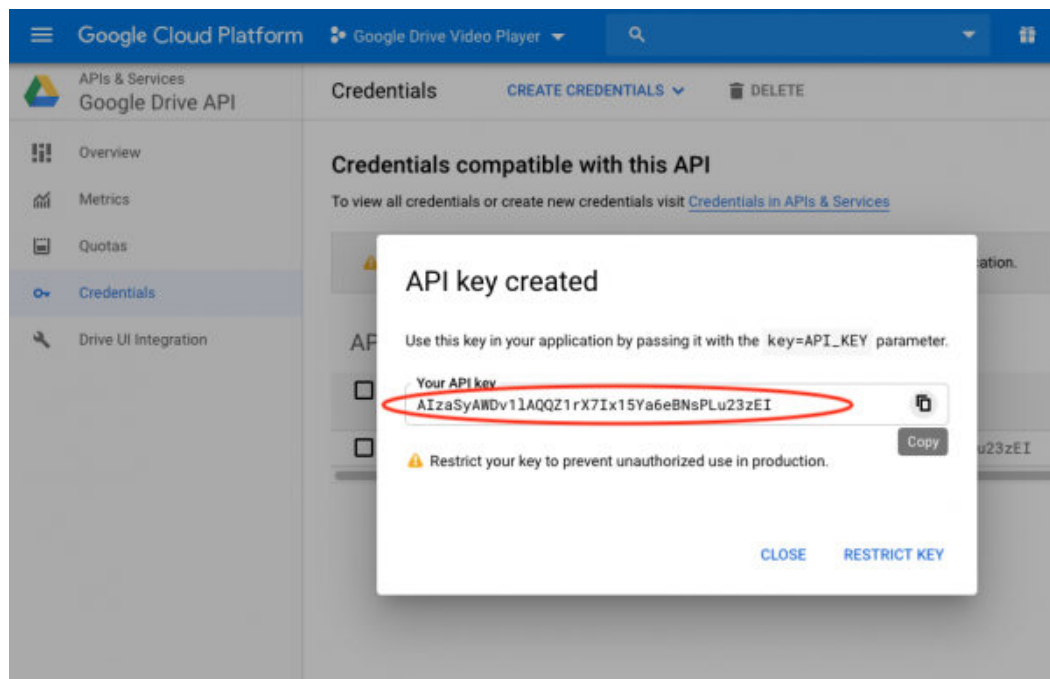 Google Cloud Platform
Google Drive Video Player
APIs & Services
Google Drive API
Credentials
CREATE CREDENTIALS
DELETE
Overview
Metrics
Quotas
Credentials
Drive UI Integration
Credentials compatible with this API
To view all credentials or create new credentials visit Credentials in APIs & Services
API key created
Use this key in your application by passing it with the key=API_KEY parameter.
Your API key
AIzaSyAWDv1lAQQZ1rX7Ix15Ya6eBNsPLu23zEI
Copy
u23zEI
Restrict your key to prevent unauthorized use in production.
CLOSE
RESTRICT KEY